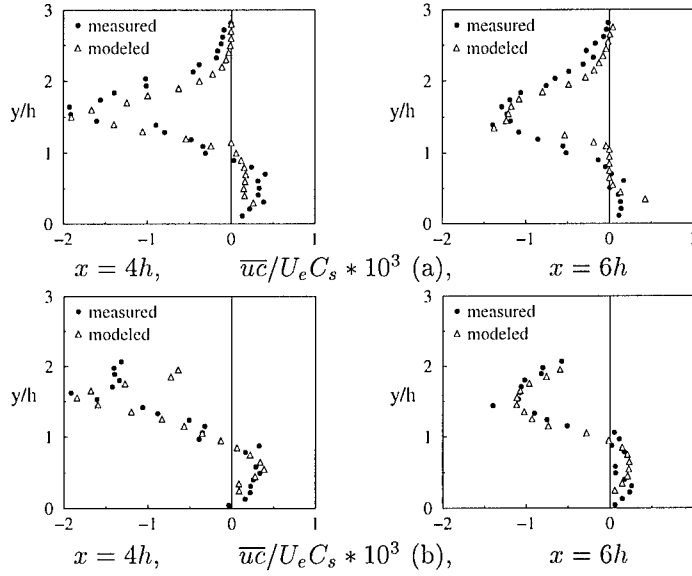 3
measured
modeled
2
y/h
1
0
-2 -1 0 1
x = 4h,
3
measured
modeled
2
y/h
1
0
-2 -1 0 1
x = 6h
uc/U_eC_s * 10^3 (a),
3
measured
modeled
2
y/h
1
0
-2 -1 0 1
x = 4h,
3
measured
modeled
2
y/h
1
0
-2 -1 0 1
x = 6h
uc/U_eC_s * 10^3 (b),